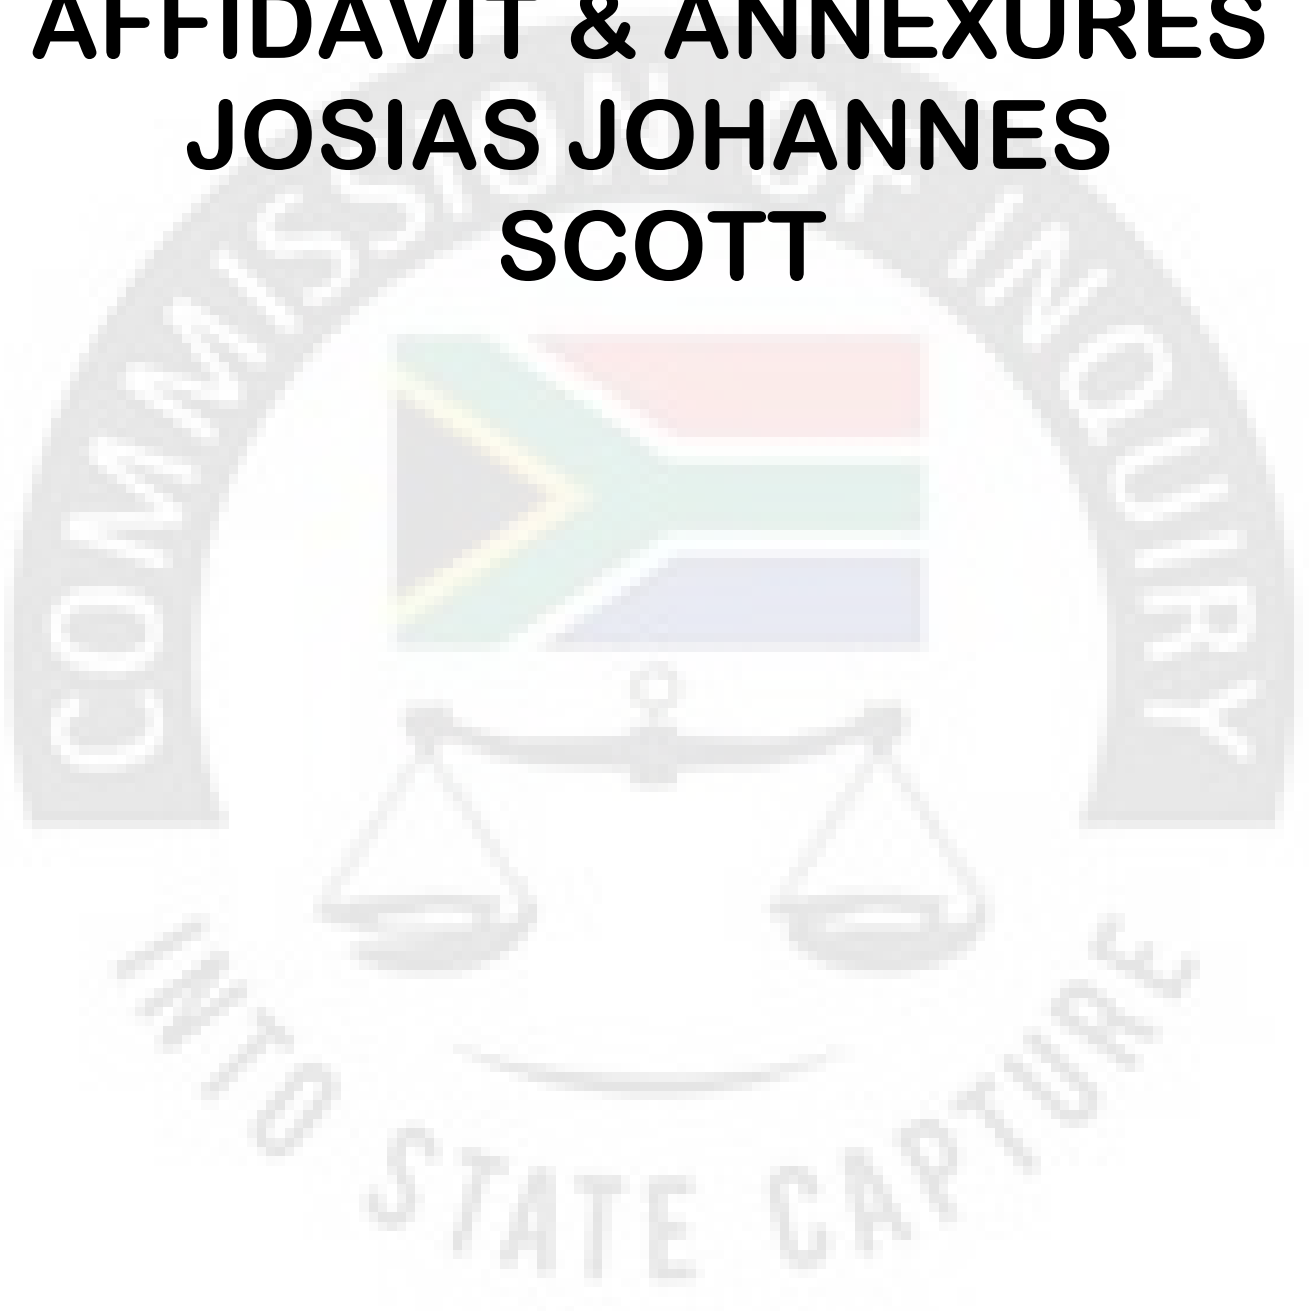 AFFIDAVIT & ANNEXURES
JOSIAS JOHANNES
SCOTT
COMMISSION OF INQUIRY
INTO STATE CAPTURE